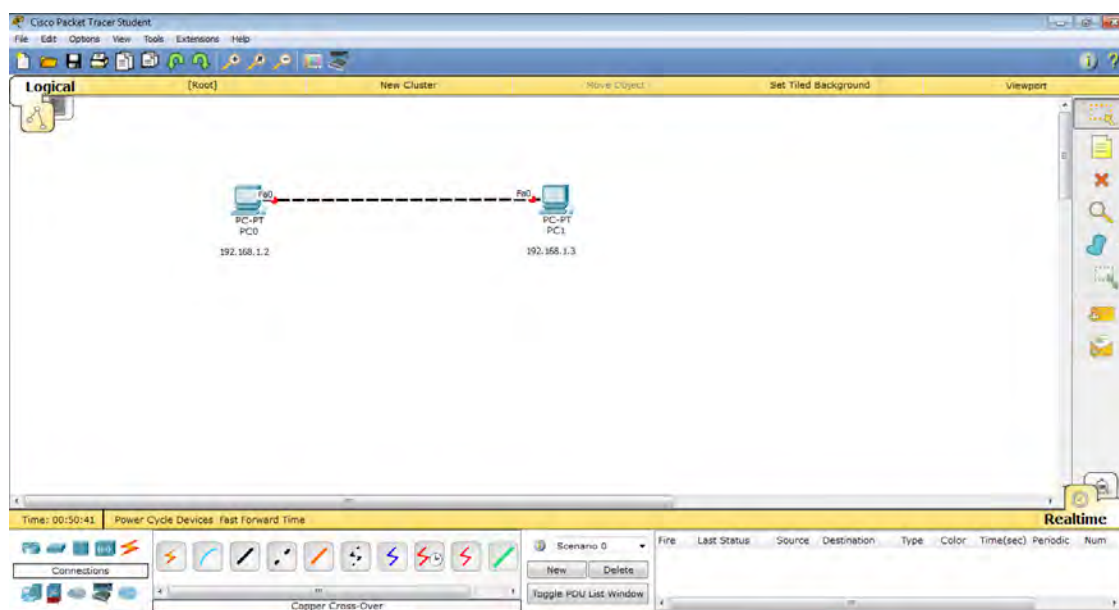 Cisco Packet Tracer Student
File Edit Options View Tools Extensions Help
Logical [Root] New Cluster Move Object Set Tiled Background Viewport
Fa0 Fa0
PC-PT PC-PT
PC0 PC1
192.168.1.2 192.168.1.3
Time: 00:50:41 Power Cycle Devices Fast Forward Time Realtime
Scenario 0 Fire Last Status Source Destination Type Color Time(sec) Periodic Num
Connections New Delete
Toggle PDU List Window
Copper Cross-Over